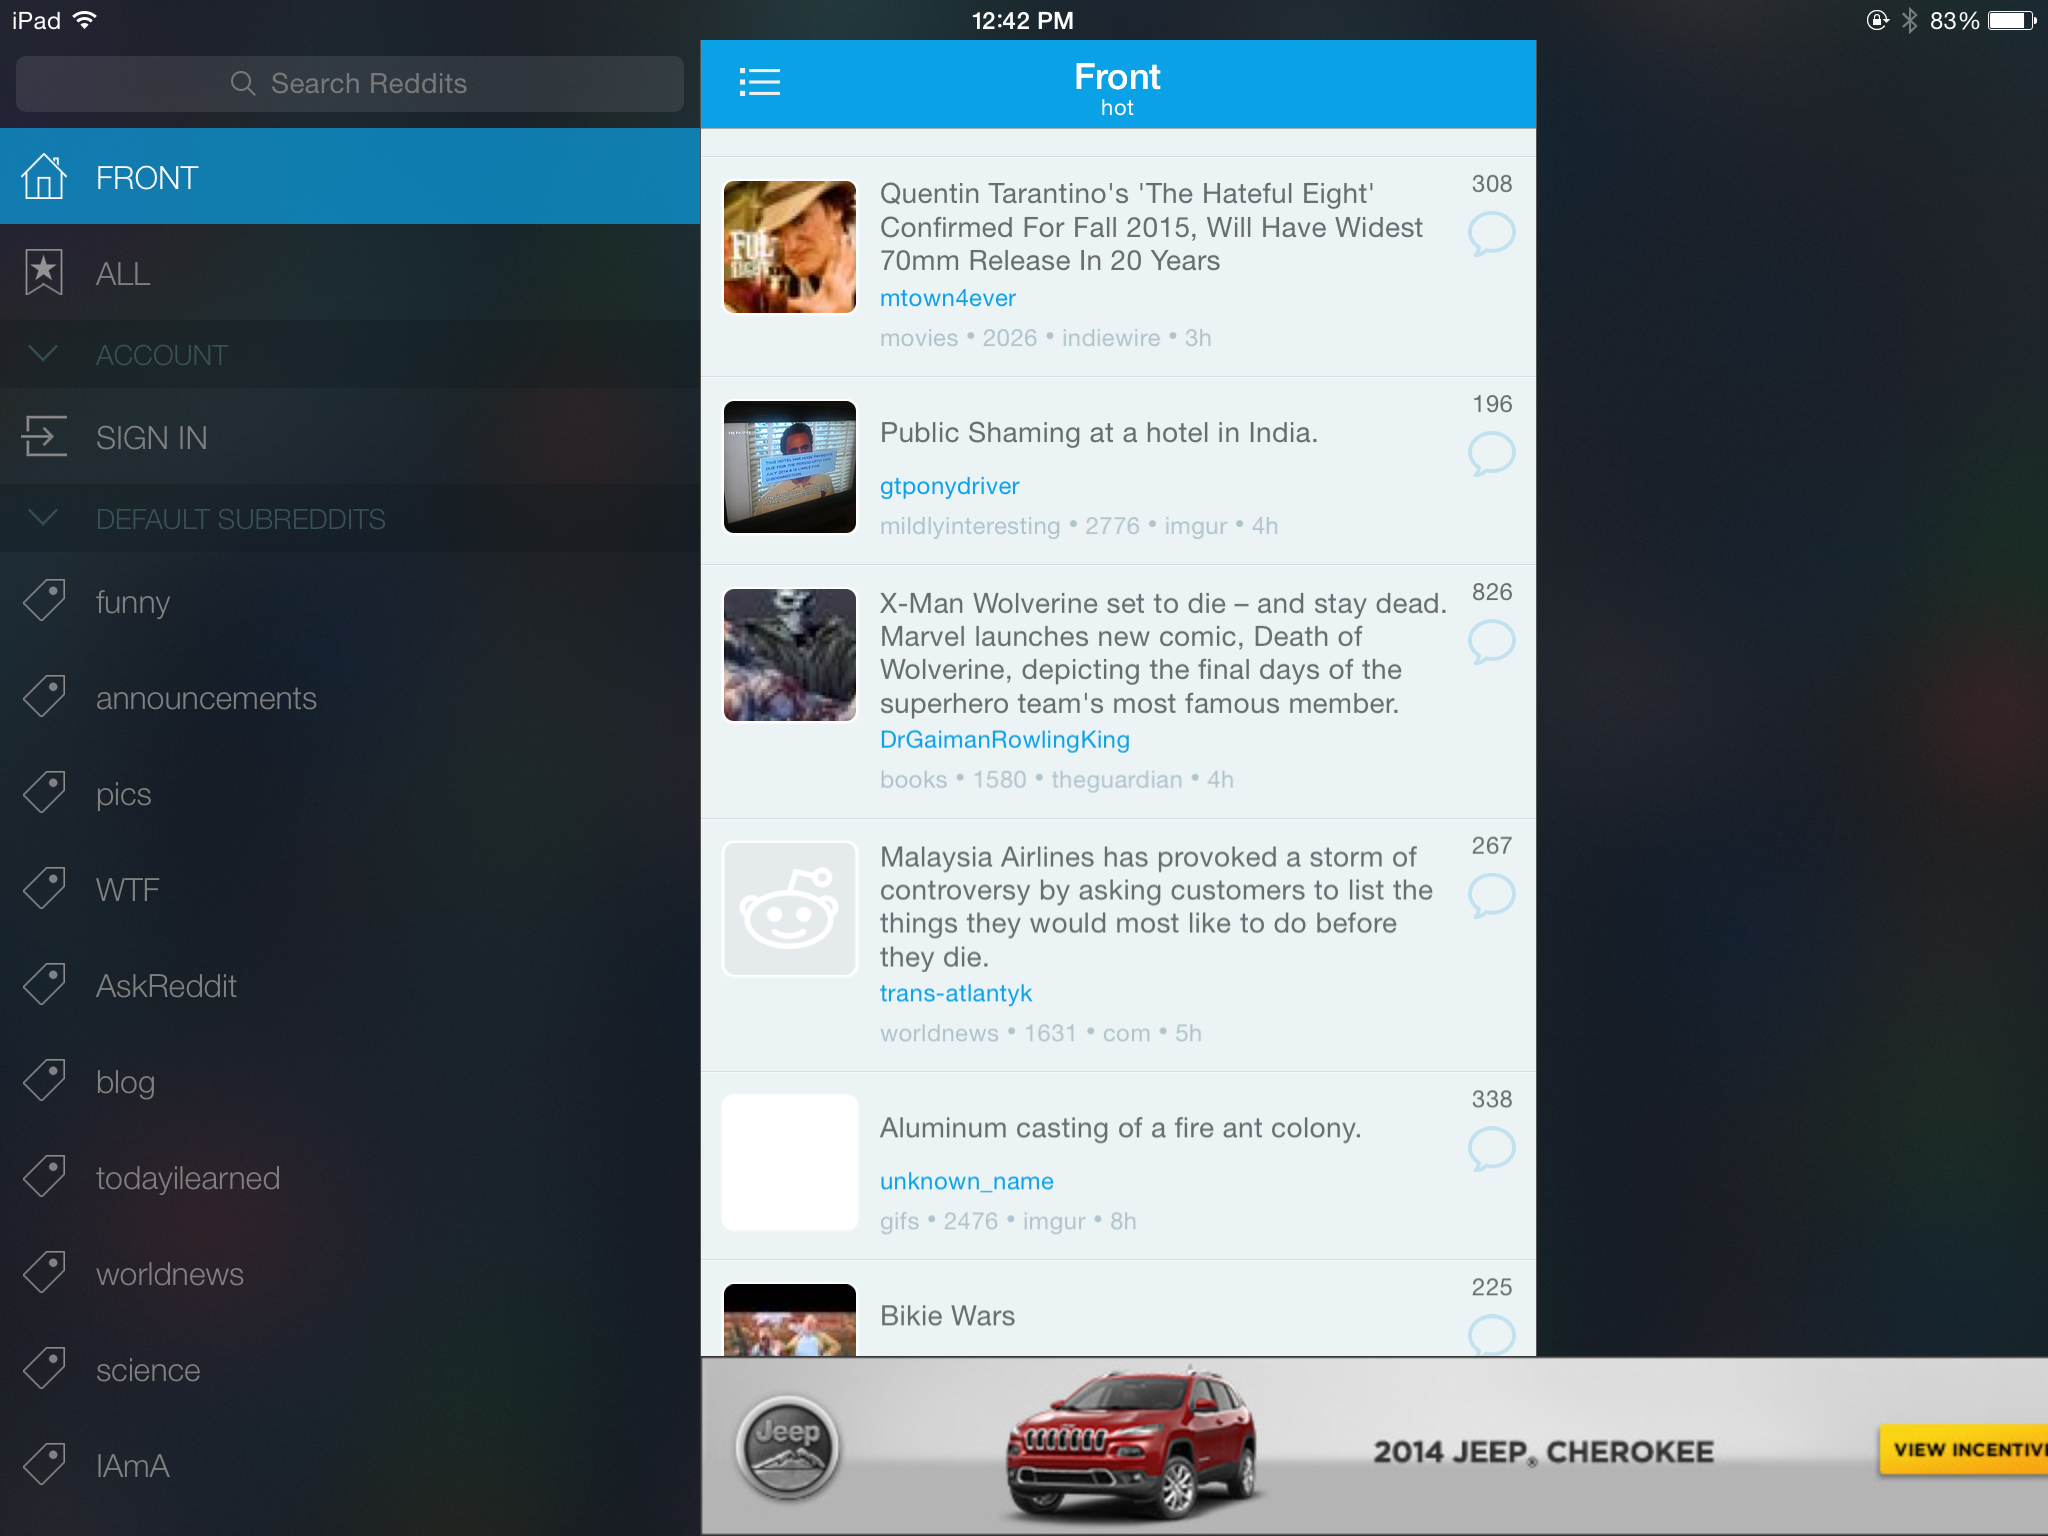 iPad
12:42 PM
83%
Search Reddits
FRONT
ALL
ACCOUNT
SIGN IN
DEFAULT SUBREDDITS
funny
announcements
pics
WTF
AskReddit
blog
todayilearned
worldnews
science
IAmA
Front
hot
Quentin Tarantino's 'The Hateful Eight'
Confirmed For Fall 2015, Will Have Widest
70mm Release In 20 Years
mtown4ever
movies • 2026 • indiewire • 3h
308
Public Shaming at a hotel in India.
gtponydriver
mildlyinteresting • 2776 • imgur • 4h
196
X-Man Wolverine set to die – and stay dead.
Marvel launches new comic, Death of
Wolverine, depicting the final days of the
superhero team's most famous member.
DrGaimanRowlingKing
books • 1580 • theguardian • 4h
826
Malaysia Airlines has provoked a storm of
controversy by asking customers to list the
things they would most like to do before
they die.
trans-atlantyk
worldnews • 1631 • com • 5h
267
Aluminum casting of a fire ant colony.
unknown_name
gifs • 2476 • imgur • 8h
338
Bikie Wars
225
Jeep
2014 JEEP® CHEROKEE
VIEW INCENTIV